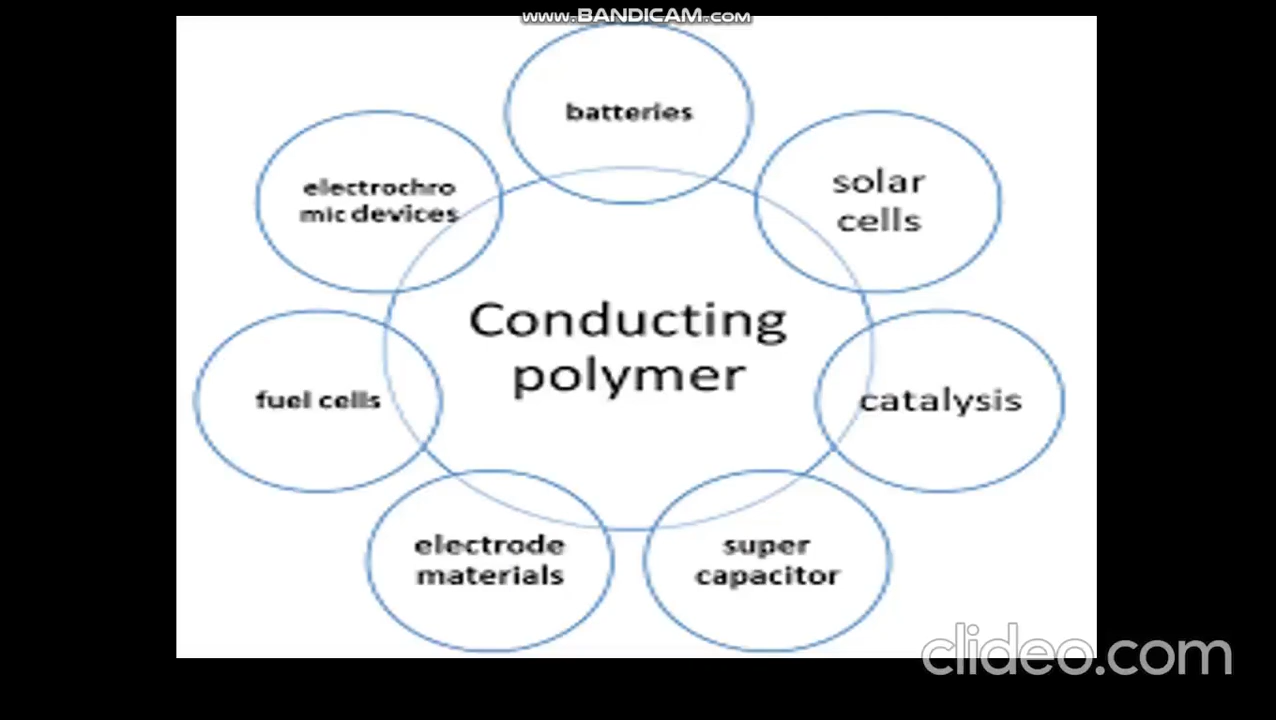 www.BANDICAM.com
batteries
electrochro
mic devices
solar
cells
Conducting
polymer
fuel cells
catalysis
electrode
materials
super
capacitor
clideo.com